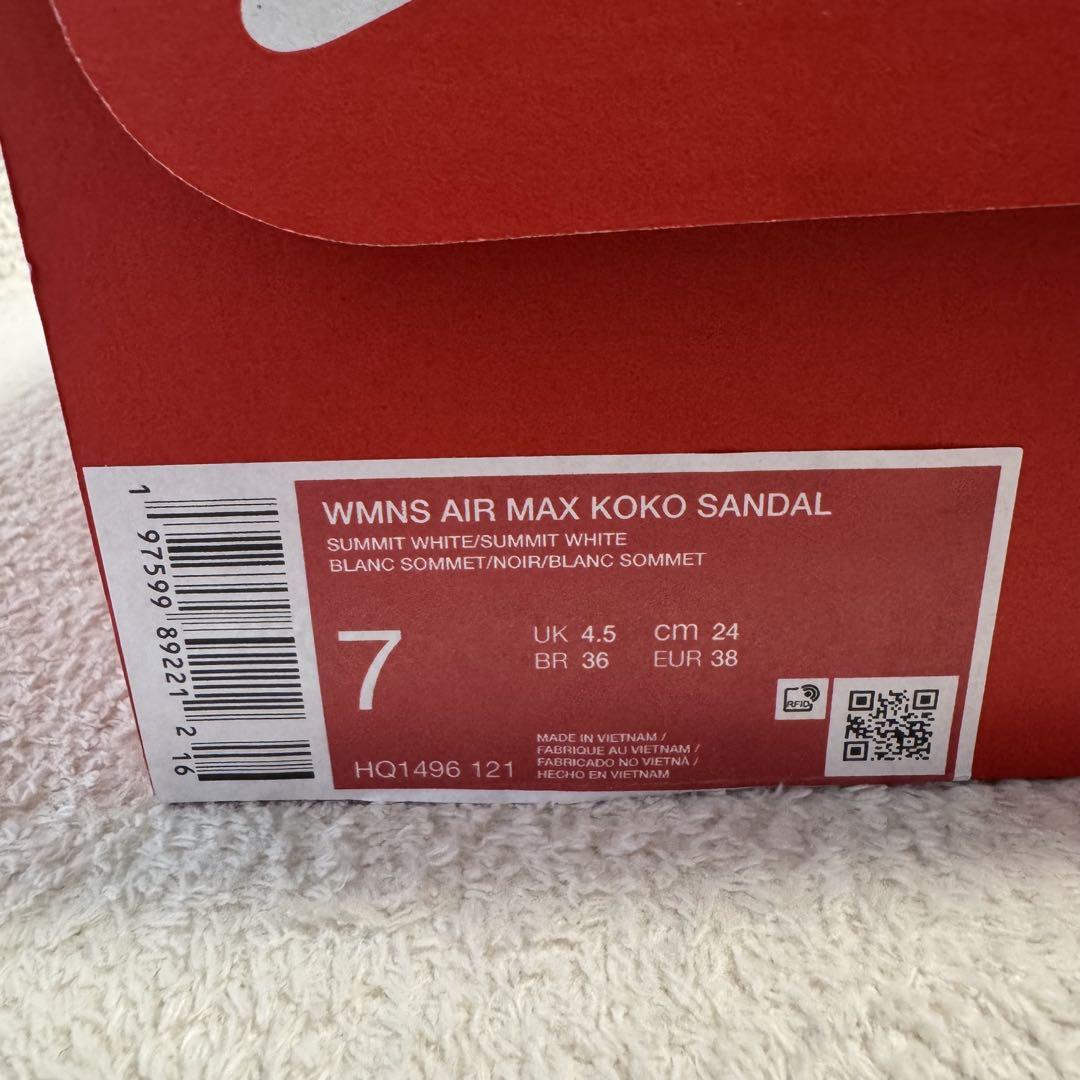 WMNS AIR MAX KOKO SANDAL
SUMMIT WHITE/SUMMIT WHITE
BLANC SOMMET/NOIR/BLANC SOMMET
7
UK 4.5 cm 24
BR 36 EUR 38
RFID
MADE IN VIETNAM /
FABRIQUE AU VIETNAM /
FABRICADO NO VIETNÃ /
HECHO EN VIETNAM
HQ1496 121
1 97599 89221 2 16